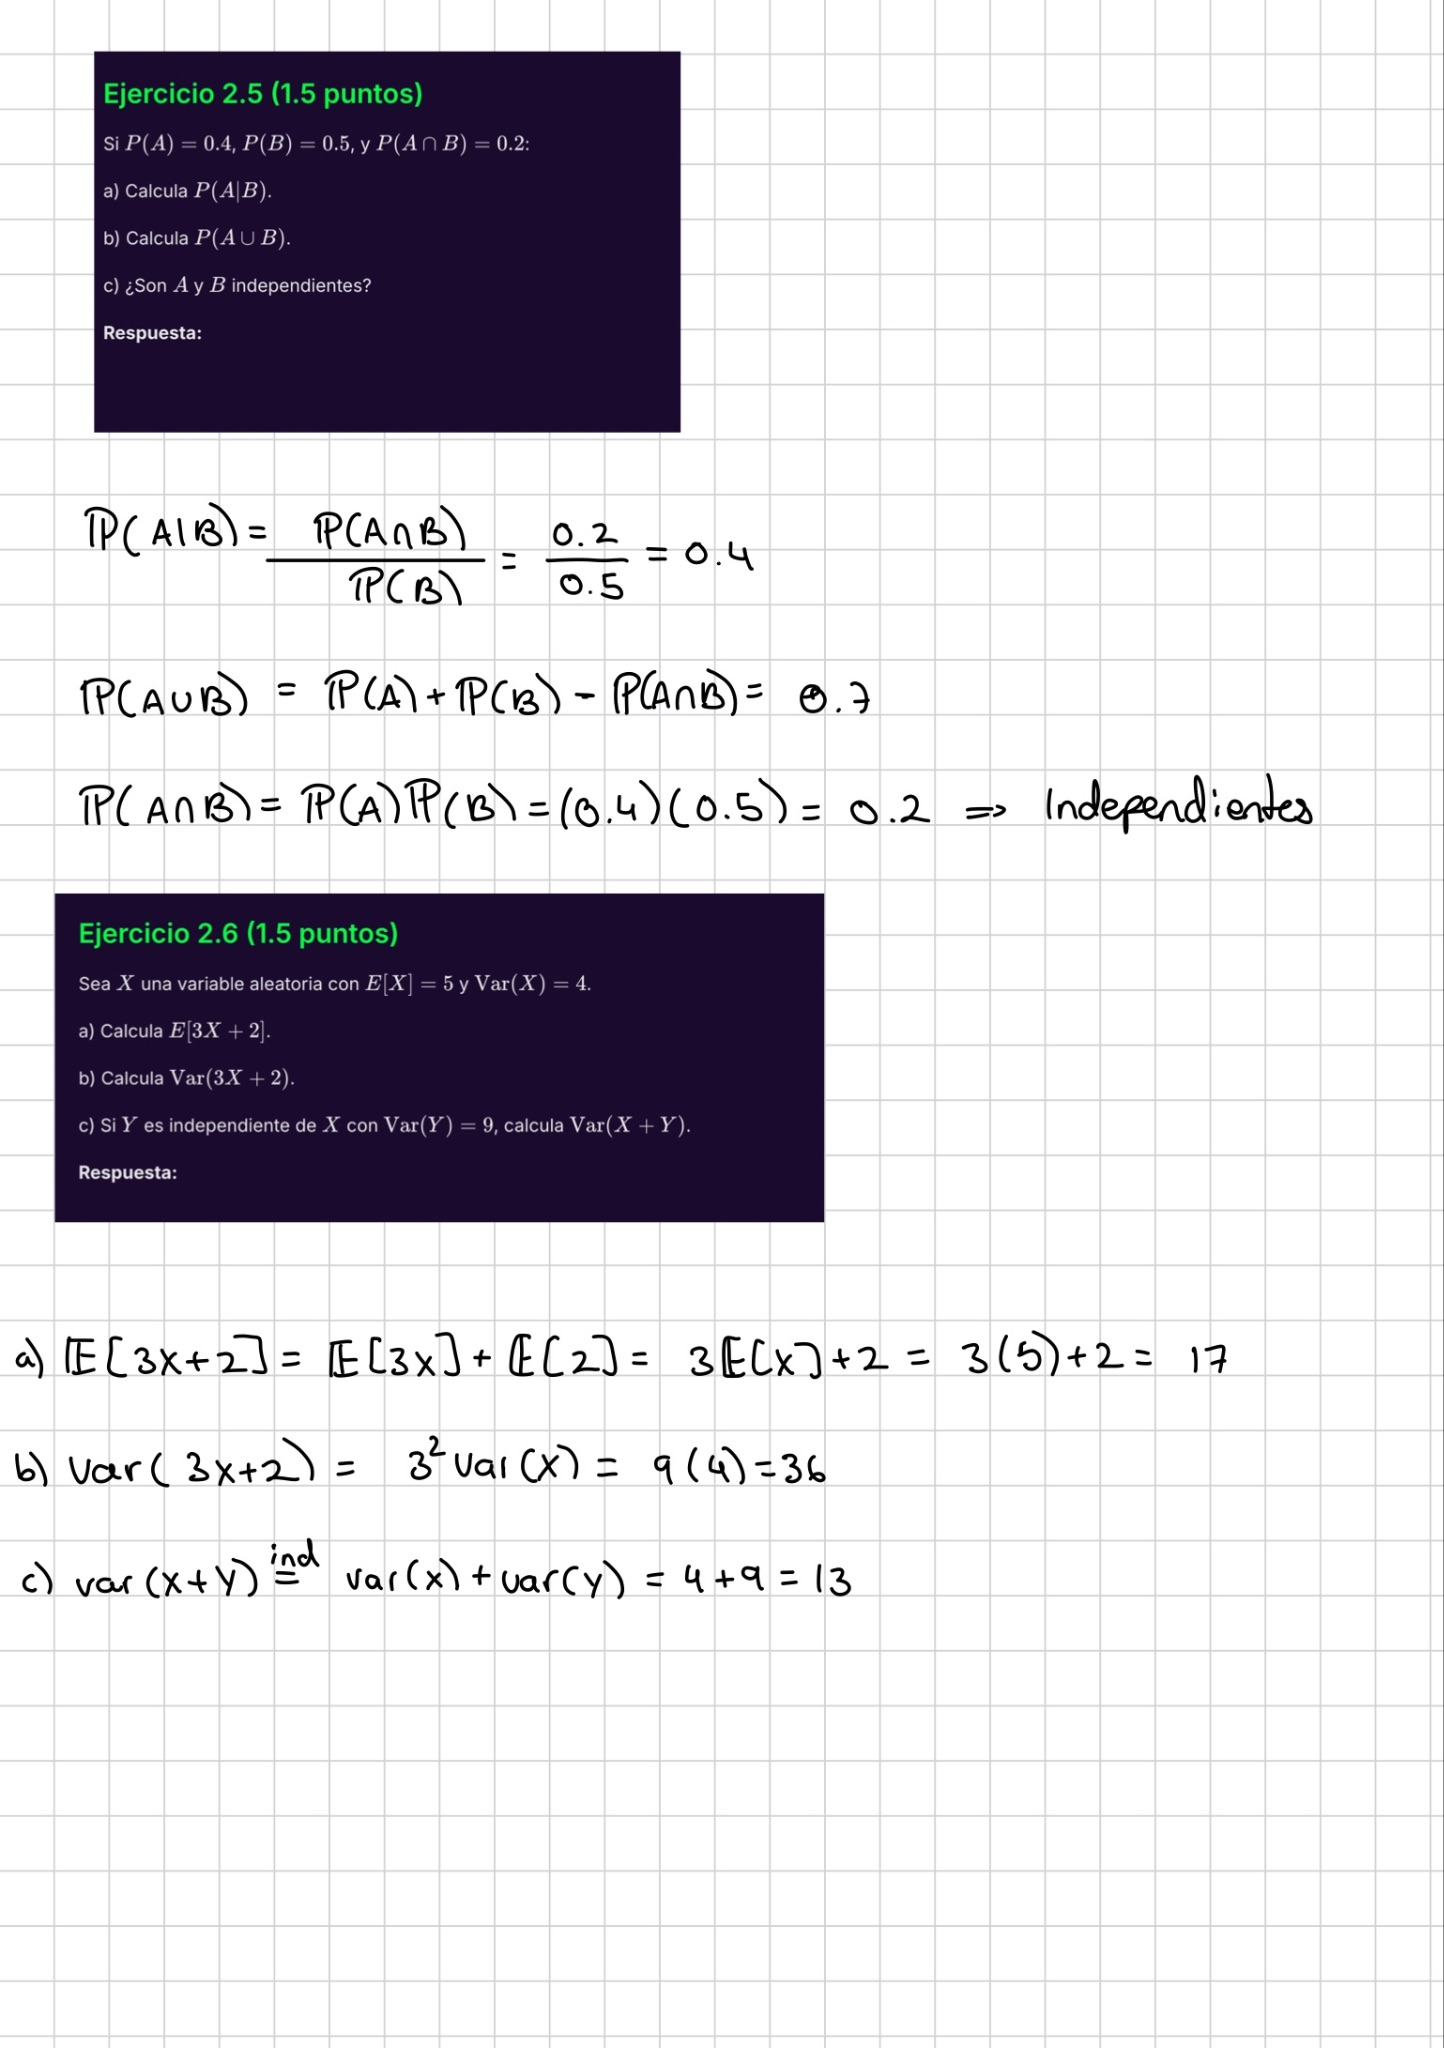 Ejercicio 2.5 (1.5 puntos)
Si P(A) = 0.4, P(B) = 0.5, y P(A ∩ B) = 0.2:
a) Calcula P(A|B).
b) Calcula P(A ∪ B).
c) ¿Son A y B independientes?
Respuesta:
ℙ(A|B) = ℙ(A∩B) / ℙ(B) = 0.2 / 0.5 = 0.4
ℙ(A∪B) = ℙ(A)+ℙ(B) - ℙ(A∩B) = 0.7
ℙ(A∩B) = ℙ(A)ℙ(B) = (0.4)(0.5) = 0.2 => Independientes
Ejercicio 2.6 (1.5 puntos)
Sea X una variable aleatoria con E[X] = 5 y Var(X) = 4.
a) Calcula E[3X + 2].
b) Calcula Var(3X + 2).
c) Si Y es independiente de X con Var(Y) = 9, calcula Var(X + Y).
Respuesta:
a) 𝔼[3x+2] = 𝔼[3x] + 𝔼[2] = 3𝔼[x]+2 = 3(5)+2 = 17
b) Var(3x+2) = 3² Var(x) = 9(4) = 36
c) var(x+y) =^ind var(x) + var(y) = 4+9 = 13